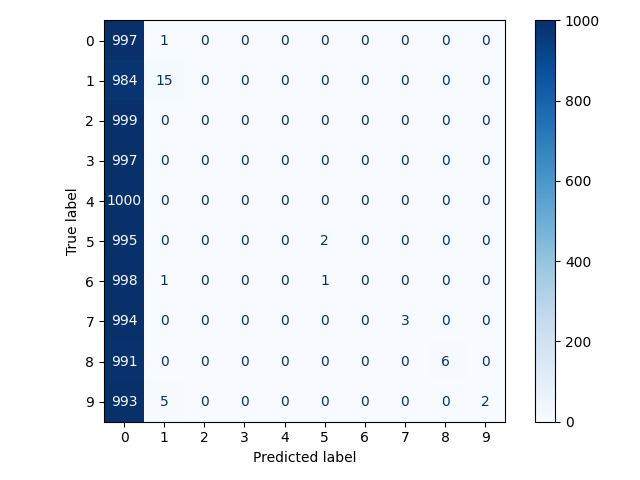 0 997 1 0 0 0 0 0 0 0 0
1 984 15 0 0 0 0 0 0 0 0
2 999 0 0 0 0 0 0 0 0 0
3 997 0 0 0 0 0 0 0 0 0
4 1000 0 0 0 0 0 0 0 0 0
5 995 0 0 0 0 2 0 0 0 0
6 998 1 0 0 0 1 0 0 0 0
7 994 0 0 0 0 0 0 3 0 0
8 991 0 0 0 0 0 0 0 6 0
9 993 5 0 0 0 0 0 0 0 2
0 1 2 3 4 5 6 7 8 9
Predicted label
True label
1000
800
600
400
200
0